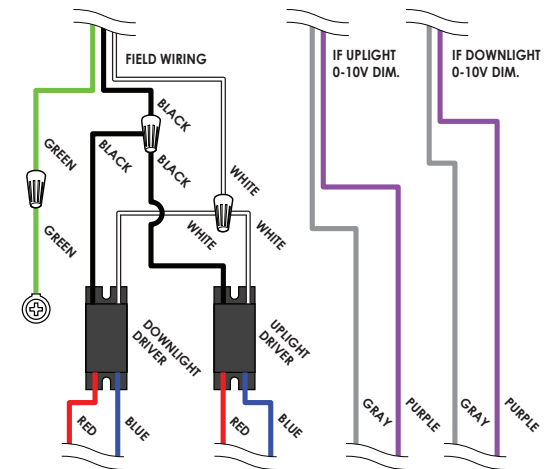 FIELD WIRING
IF UPLIGHT
0-10V DIM.
IF DOWNLIGHT
0-10V DIM.
BLACK
GREEN
BLACK
BLACK
WHITE
GREEN
WHITE
WHITE
DOWNLIGHT
DRIVER
UPLIGHT
DRIVER
RED
BLUE
RED
BLUE
GRAY
PURPLE
GRAY
PURPLE